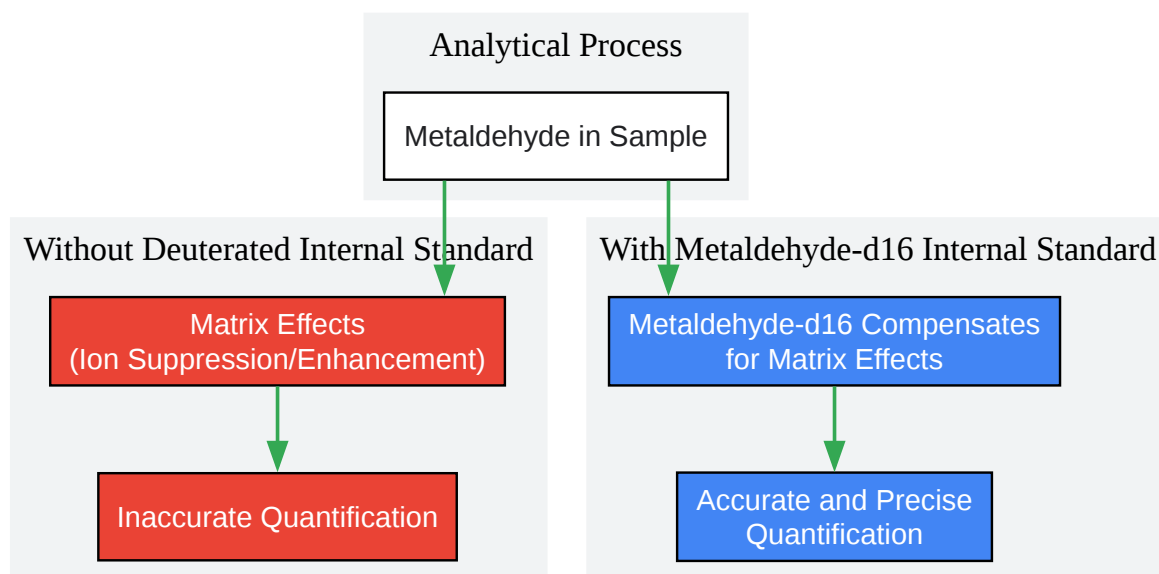 Analytical Process
Metaldehyde in Sample
Without Deuterated Internal Standard
Matrix Effects
(Ion Suppression/Enhancement)
Inaccurate Quantification
With Metaldehyde-d16 Internal Standard
Metaldehyde-d16 Compensates
for Matrix Effects
Accurate and Precise
Quantification